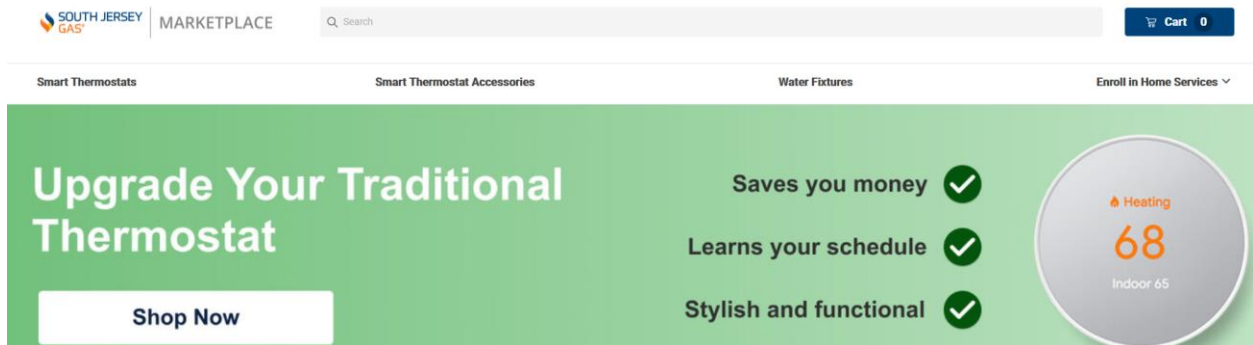 SOUTH JERSEY
GAS®
MARKETPLACE
Search
Cart 0
Smart Thermostats
Smart Thermostat Accessories
Water Fixtures
Enroll in Home Services
Upgrade Your Traditional
Thermostat
Shop Now
Saves you money
Learns your schedule
Stylish and functional
Heating
68
Indoor 65